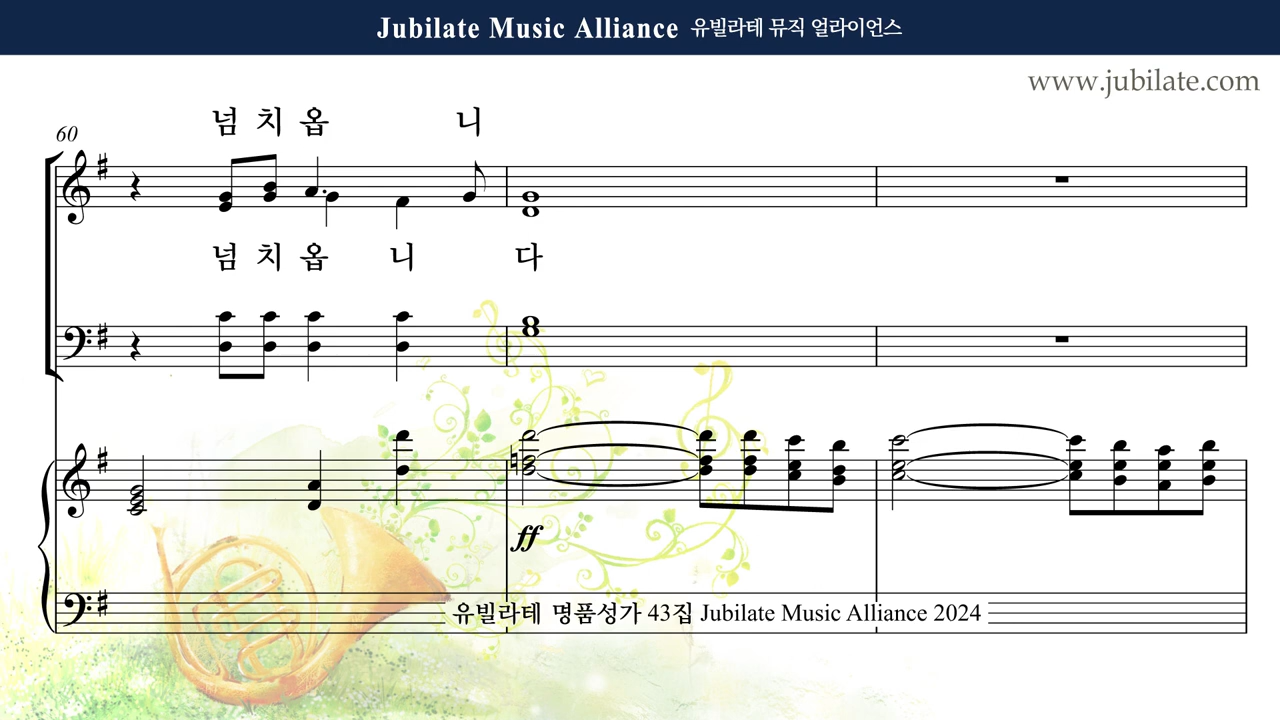 Jubilate Music Alliance 유빌라테 뮤직 얼라이언스
www.jubilate.com
넘 치 옵 니
60
넘 치 옵 니 다
ff
유빌라테 명품성가 43집 Jubilate Music Alliance 2024